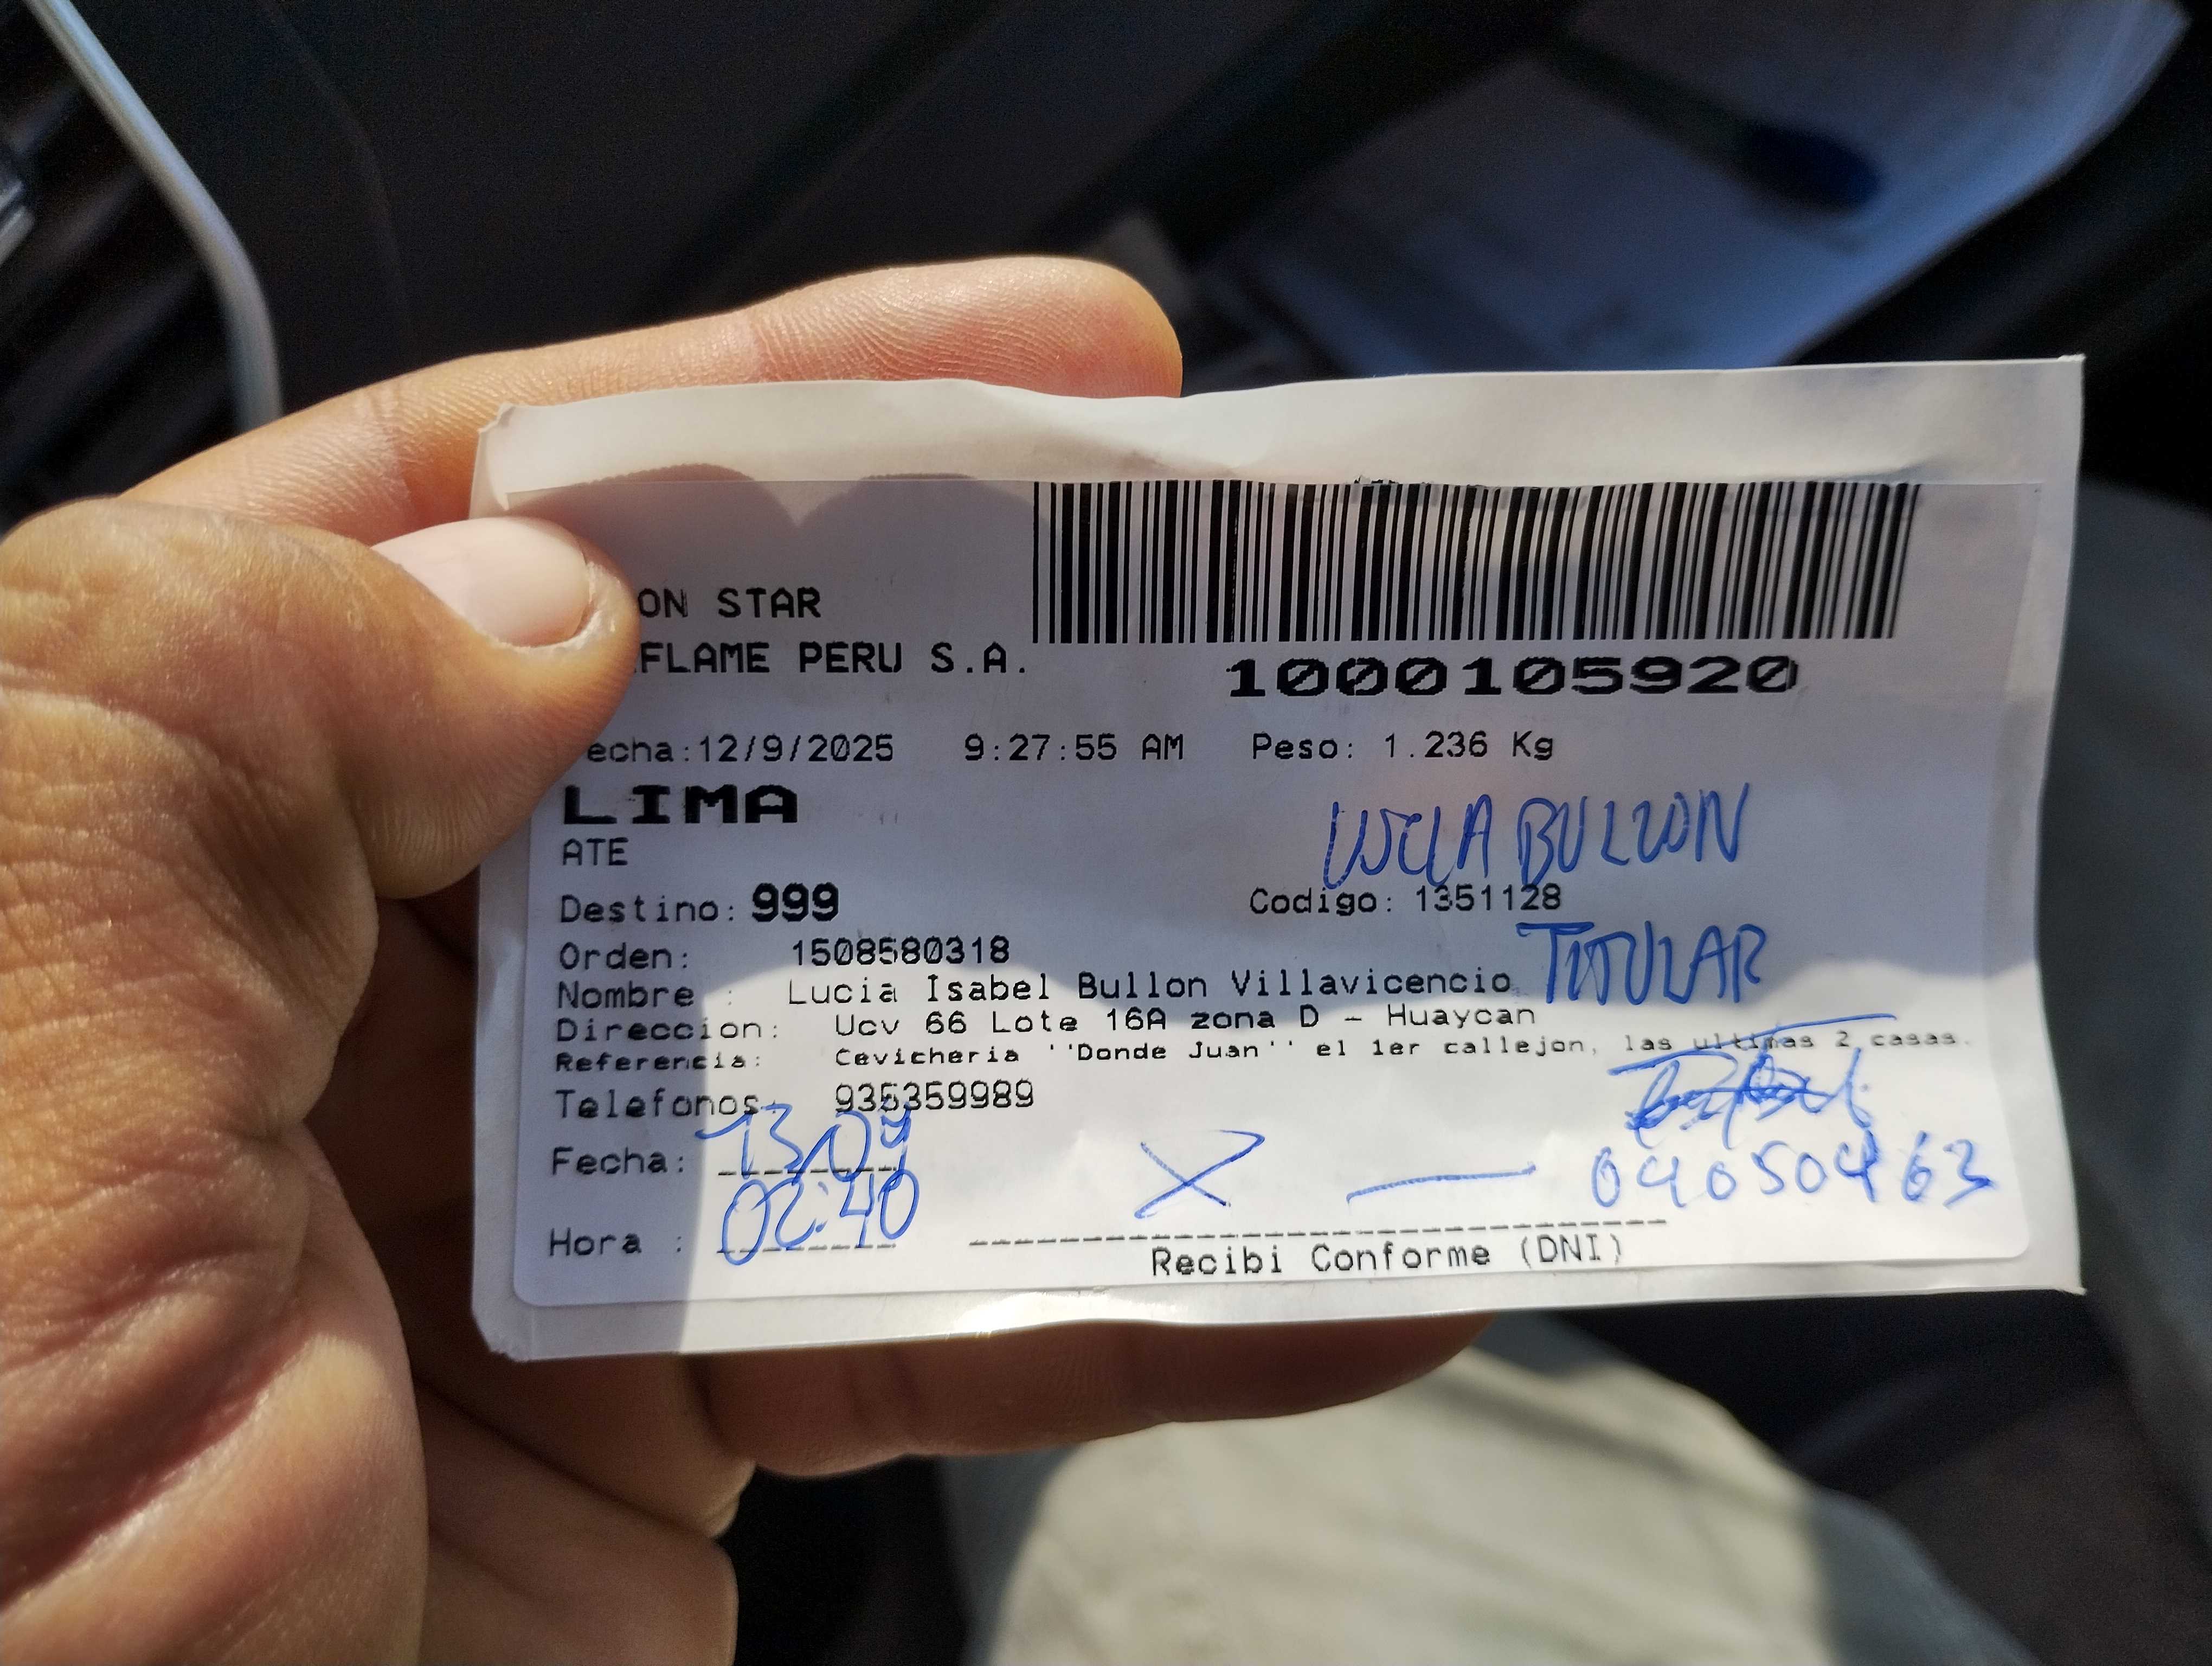 ON STAR
FLAME PERU S.A.
1000105920
echa:12/9/2025 9:27:55 AM Peso: 1.236 Kg
LIMA
ATE
LUCIA BULLON
Destino: 999 Codigo: 1351128
Orden: 1508580318
TITULAR
Nombre : Lucia Isabel Bullon Villavicencio
Direccion: Ucv 66 Lote 16A zona D - Huaycan
Referencia: Cevicheria ''Donde Juan'' el 1er callejon, las ultimas 2 casas.
Telefonos: 935359989
Fecha: 13.09
Hora : 02:40
Recibi Conforme (DNI)